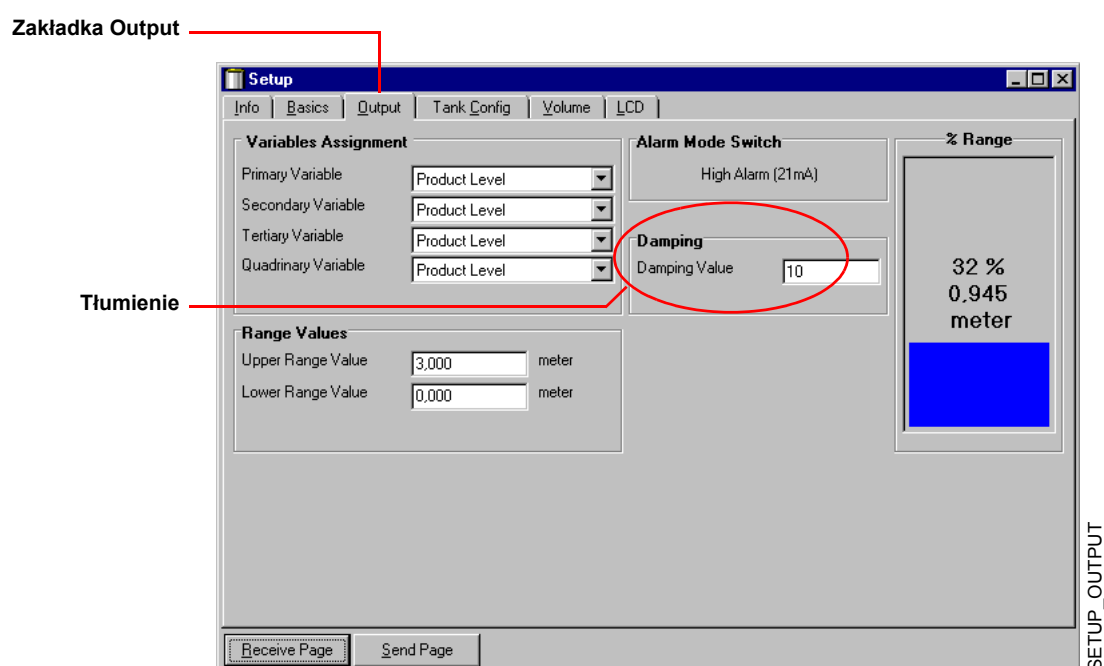 Zakładka Output
Setup
Info Basics Output Tank Config Volume LCD
Variables Assignment
Primary Variable Product Level
Secondary Variable Product Level
Tertiary Variable Product Level
Quadrinary Variable Product Level
Alarm Mode Switch
High Alarm (21mA)
Damping
Damping Value 10
% Range
32 %
0,945
meter
Tłumienie
Range Values
Upper Range Value 3,000 meter
Lower Range Value 0,000 meter
Receive Page Send Page
SETUP_OUTPUT